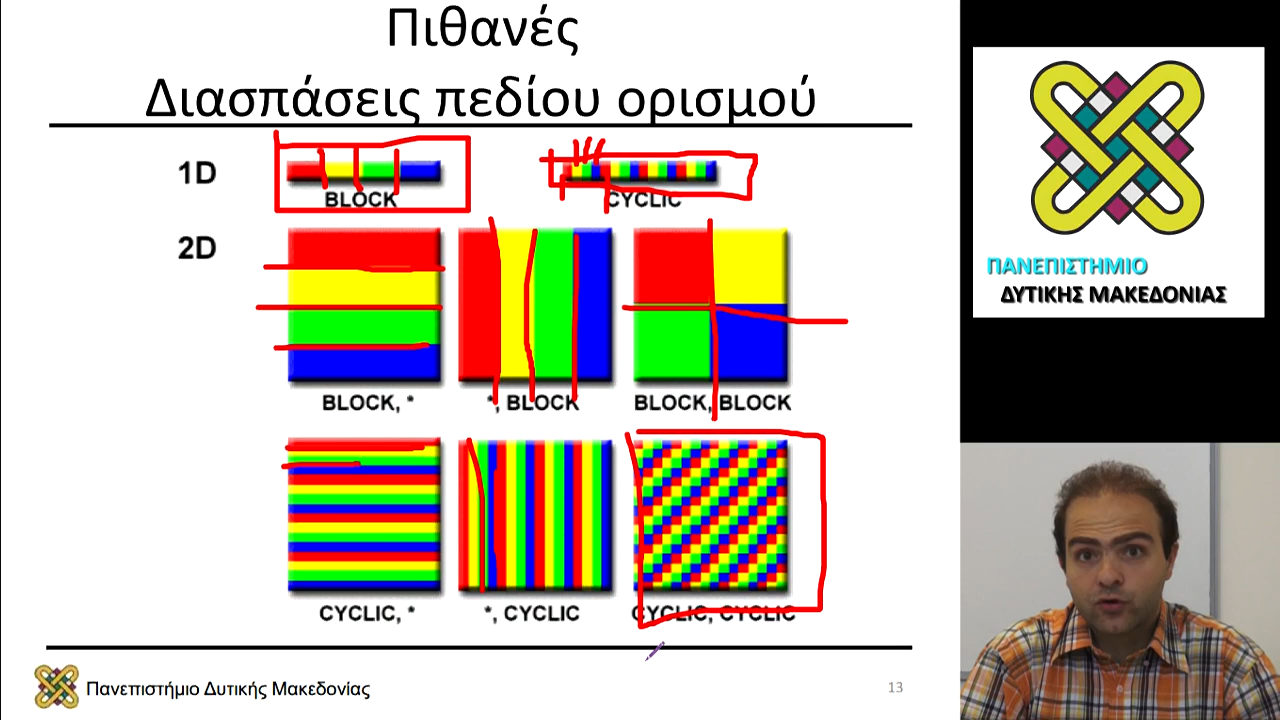 Πιθανές
Διασπάσεις πεδίου ορισμού
1D
BLOCK
CYCLIC
2D
BLOCK, *
*, BLOCK
BLOCK, BLOCK
CYCLIC, *
*, CYCLIC
CYCLIC, CYCLIC
Πανεπιστήμιο Δυτικής Μακεδονίας
13
ΠΑΝΕΠΙΣΤΗΜΙΟ
ΔΥΤΙΚΗΣ ΜΑΚΕΔΟΝΙΑΣ